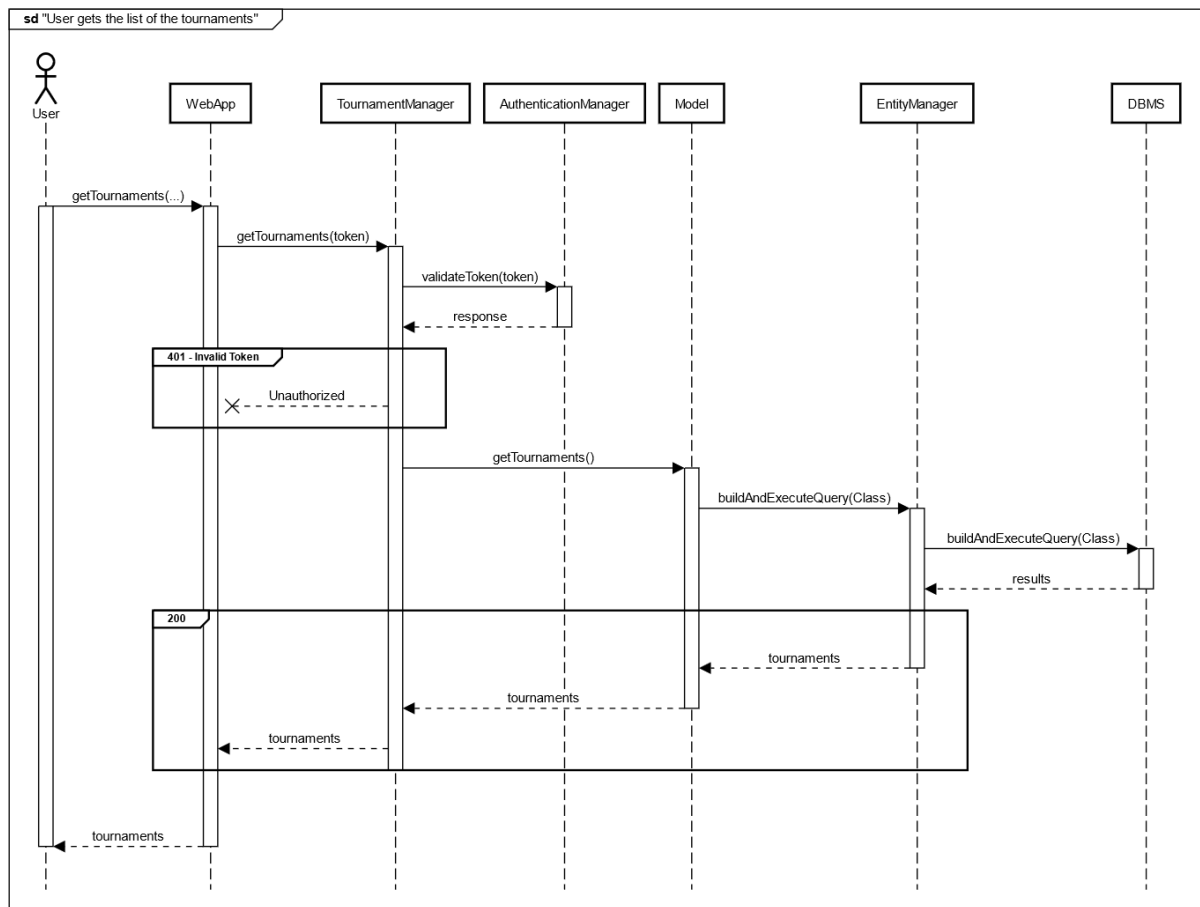 sd "User gets the list of the tournaments"
User
WebApp
TournamentManager
AuthenticationManager
Model
EntityManager
DBMS
getTournaments(...)
getTournaments(token)
validateToken(token)
response
401 - Invalid Token
Unauthorized
getTournaments()
buildAndExecuteQuery(Class)
buildAndExecuteQuery(Class)
results
200
tournaments
tournaments
tournaments
tournaments